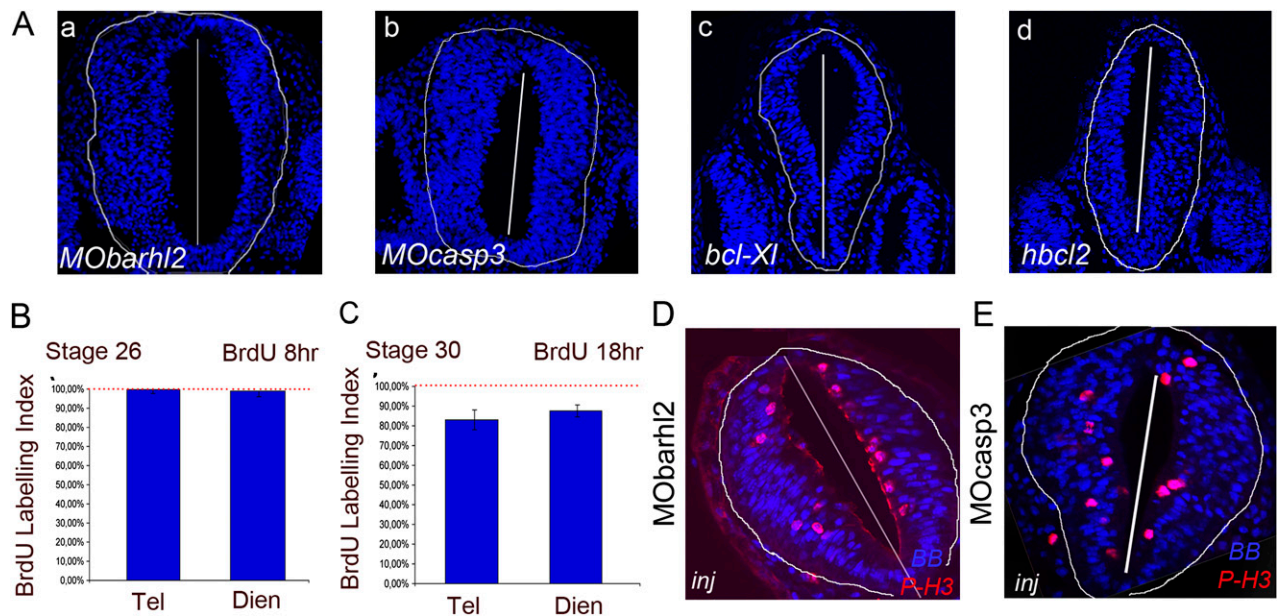 A
a
MObarhl2
b
MOcasp3
c
bcl-Xl
d
hbcl2
B
Stage 26 BrdU 8hr
BrdU Labelling Index
100,00%
90,00%
80,00%
70,00%
60,00%
50,00%
40,00%
30,00%
20,00%
10,00%
0,00%
Tel Dien
C
Stage 30 BrdU 18hr
BrdU Labelling Index
100,00%
90,00%
80,00%
70,00%
60,00%
50,00%
40,00%
30,00%
20,00%
10,00%
0,00%
Tel Dien
D
MObarhl2
inj
BB
P-H3
E
MOcasp3
inj
BB
P-H3